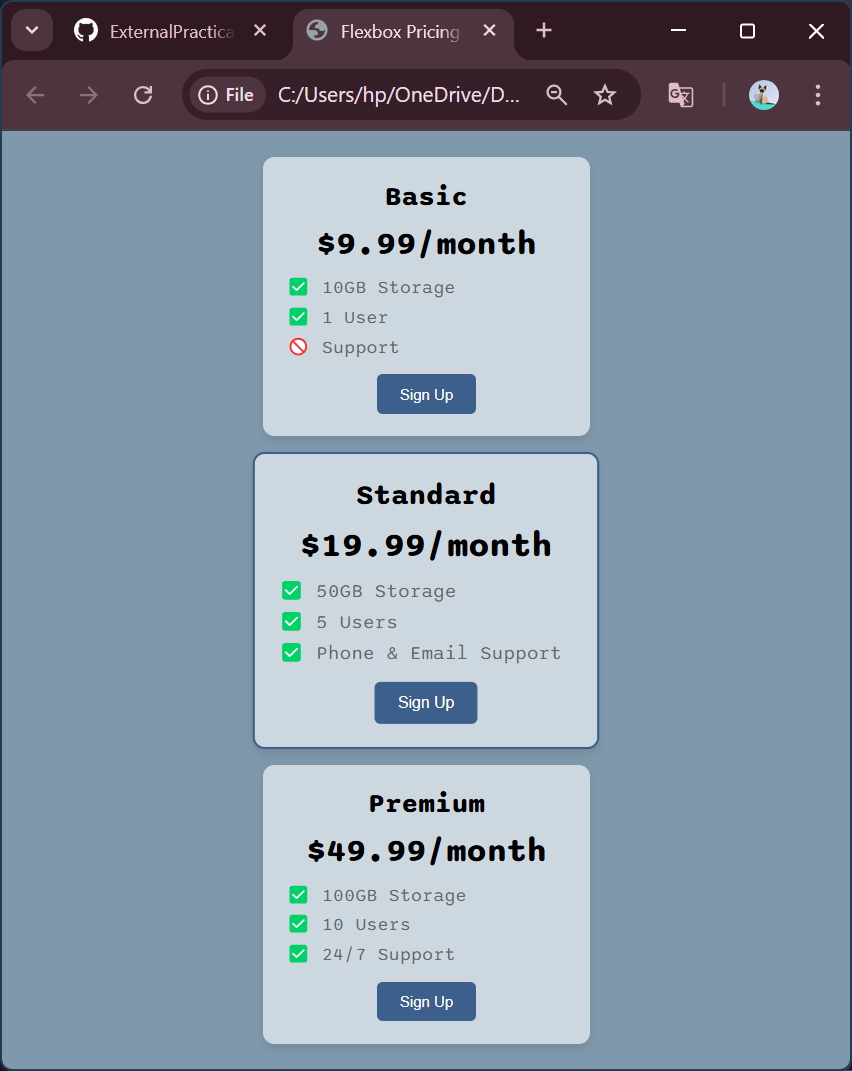 ExternalPractica
Flexbox Pricing
File
C:/Users/hp/OneDrive/D...
Basic
$9.99/month
✅ 10GB Storage
✅ 1 User
🚫 Support
Sign Up
Standard
$19.99/month
✅ 50GB Storage
✅ 5 Users
✅ Phone & Email Support
Sign Up
Premium
$49.99/month
✅ 100GB Storage
✅ 10 Users
✅ 24/7 Support
Sign Up